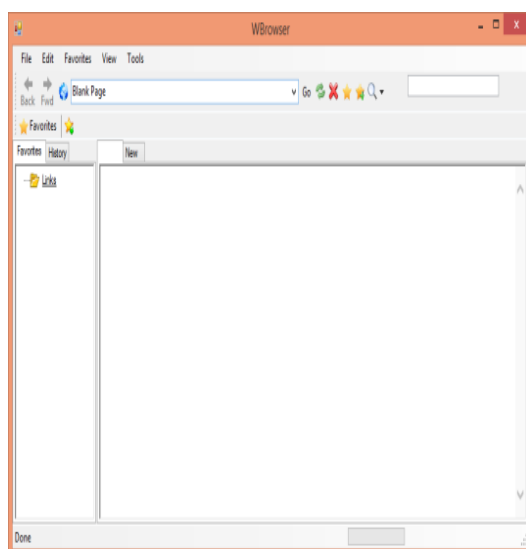 WBrowser
File Edit Favorites View Tools
Back Fwd Blank Page Go
Favorites
Favorites History New
Links
Done